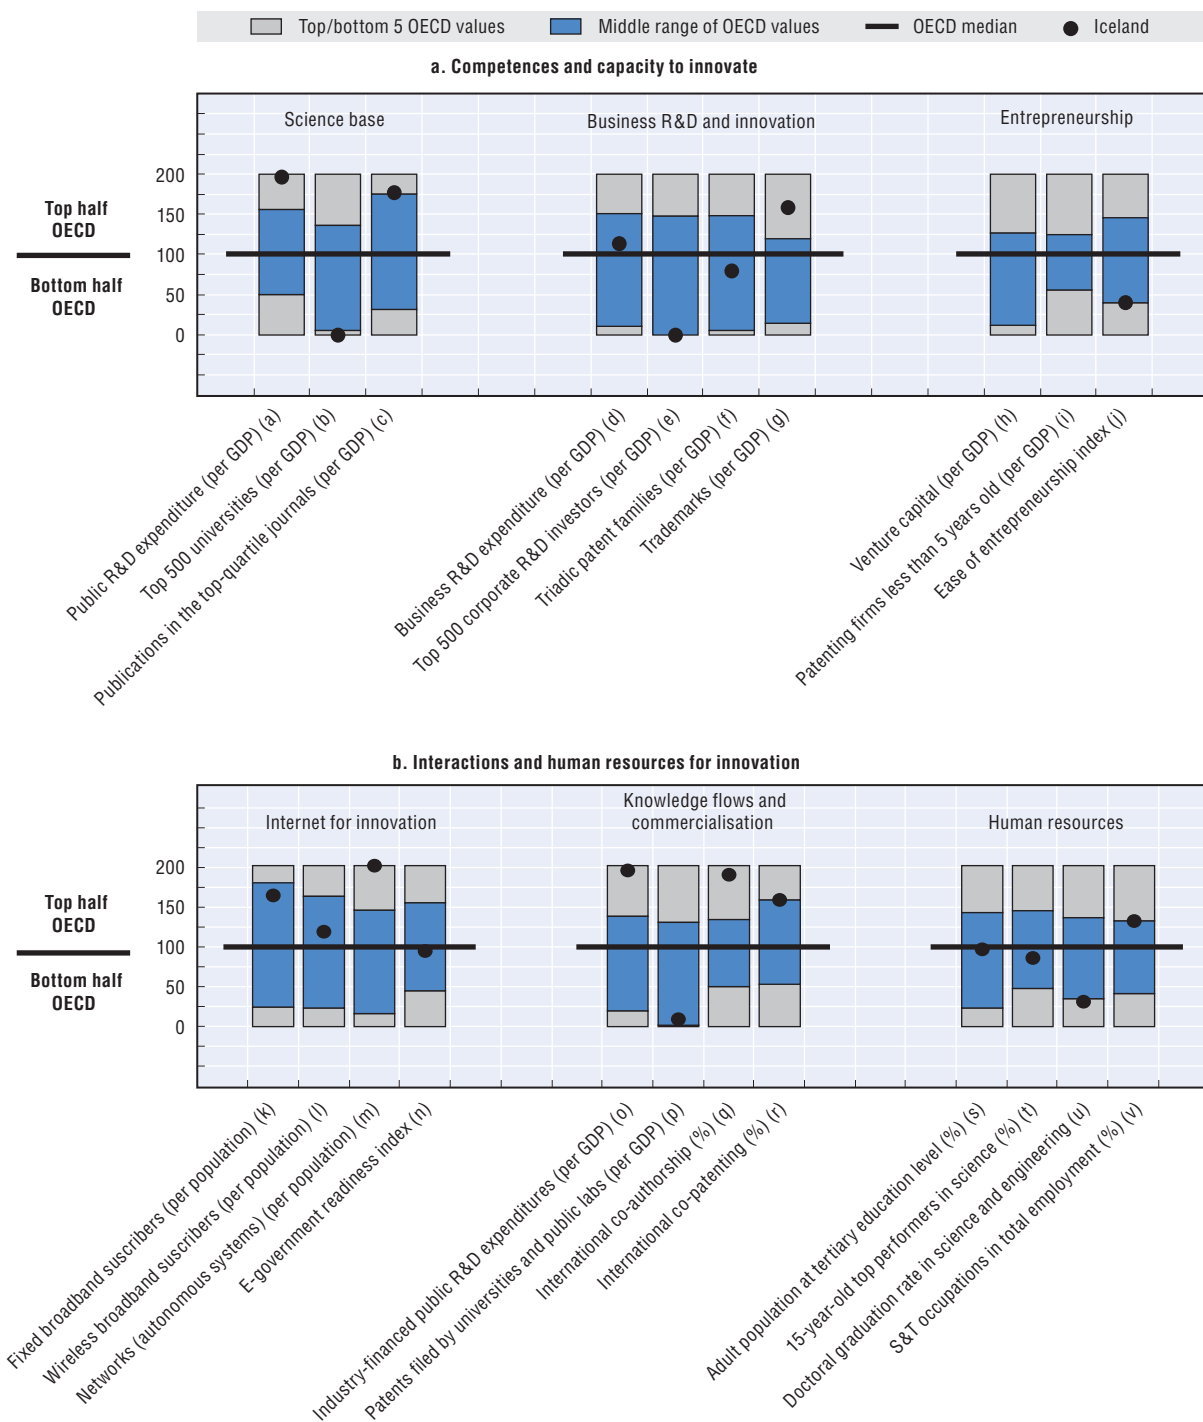 Top/bottom 5 OECD values Middle range of OECD values OECD median Iceland
a. Competences and capacity to innovate
Science base
Business R&D and innovation
Entrepreneurship
200
150
100
50
0
Top half
OECD
Bottom half
OECD
Public R&D expenditure (per GDP) (a)
Top 500 universities (per GDP) (b)
Publications in the top-quartile journals (per GDP) (c)
Business R&D expenditure (per GDP) (d)
Top 500 corporate R&D investors (per GDP) (e)
Triadic patent families (per GDP) (f)
Trademarks (per GDP) (g)
Venture capital (per GDP) (h)
Patenting firms less than 5 years old (per GDP) (i)
Ease of entrepreneurship index (j)
b. Interactions and human resources for innovation
Internet for innovation
Knowledge flows and
commercialisation
Human resources
200
150
100
50
0
Top half
OECD
Bottom half
OECD
Fixed broadband suscribers (per population) (k)
Wireless broadband suscribers (per population) (l)
Networks (autonomous systems) (per population) (m)
E-government readiness index (n)
Industry-financed public R&D expenditures (per GDP) (o)
Patents filed by universities and public labs (per GDP) (p)
International co-authorship (%) (q)
International co-patenting (%) (r)
Adult population at tertiary education level (%) (s)
15-year-old top performers in science (%) (t)
Doctoral graduation rate in science and engineering (u)
S&T occupations in total employment (%) (v)